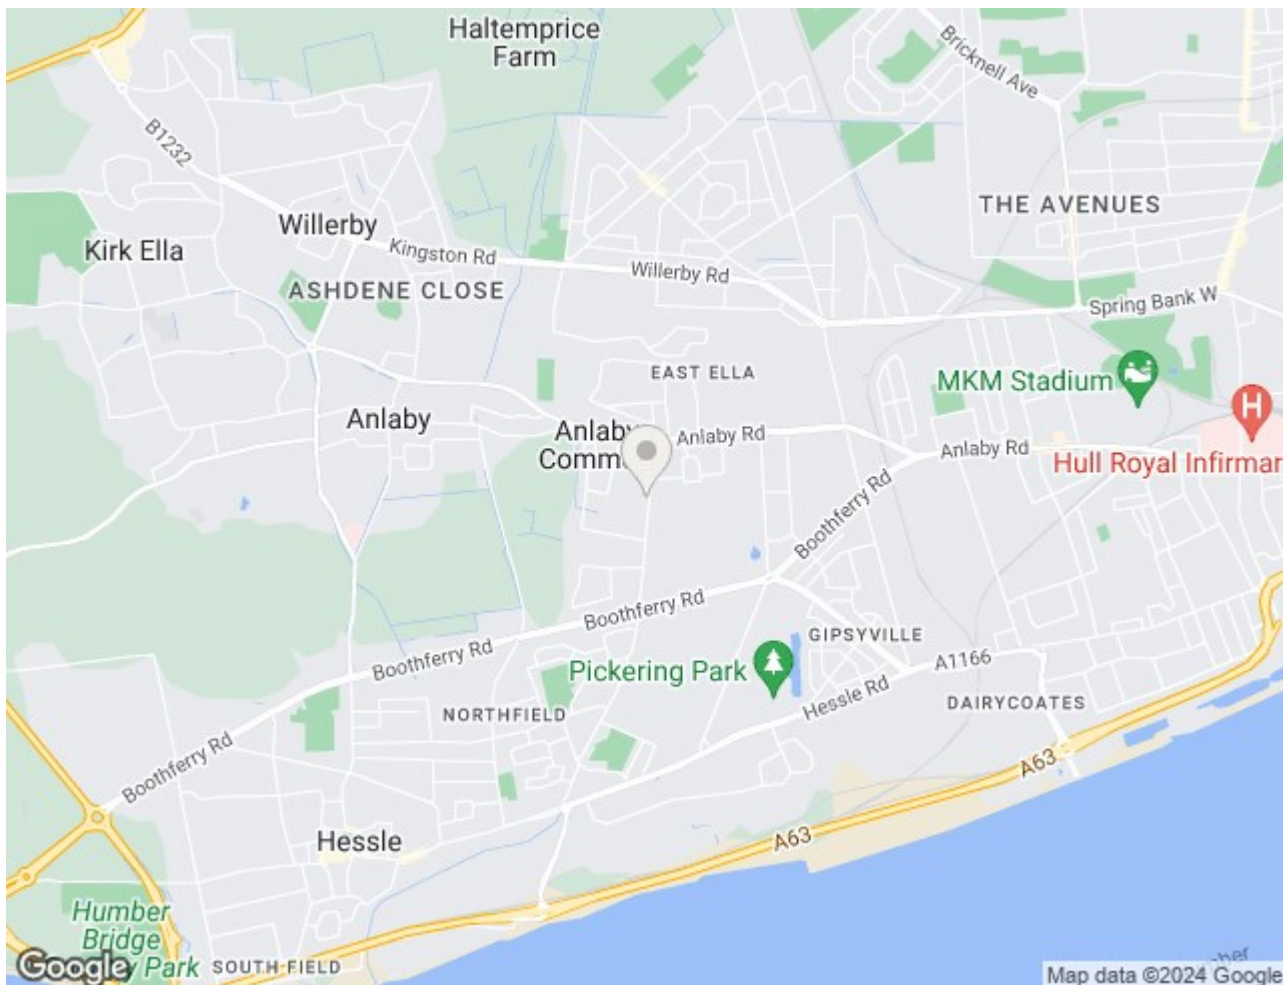 Haltemprice
Farm
Bricknell Ave
B1232
THE AVENUES
Willerby
Kirk Ella
Kingston Rd
Willerby Rd
ASHDENE CLOSE
Spring Bank W
EAST ELLA
MKM Stadium
H
Anlaby
Anlaby
Comm
Anlaby Rd
Anlaby Rd
Hull Royal Infirmar
Boothferry Rd
Boothferry Rd
GIPSYVILLE
Boothferry Rd
A1166
Pickering Park
Hessle Rd
DAIRYCOATES
NORTHFIELD
Boothferry Rd
A63
A63
Hessle
Humber
Bridge
y Park
SOUTH FIELD
Google
Map data ©2024 Google